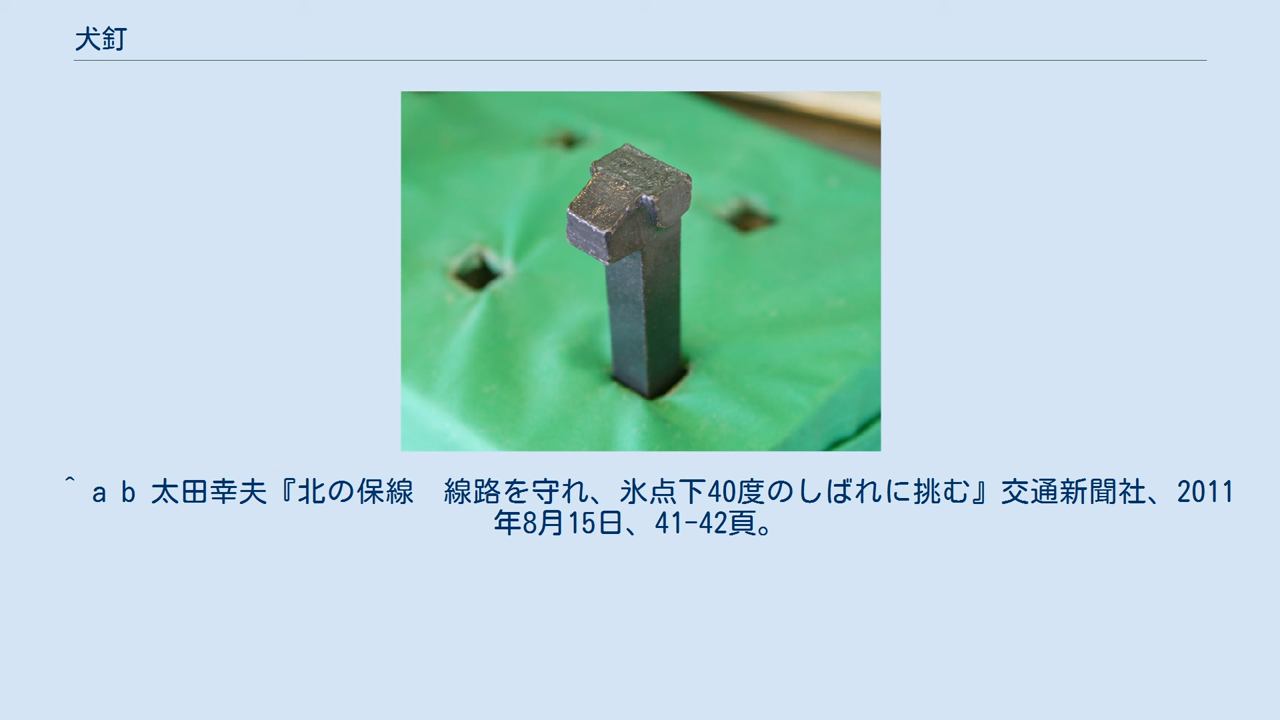 犬釘
^ a b 太田幸夫『北の保線　線路を守れ、氷点下40度のしばれに挑む』交通新聞社、2011
年8月15日、41-42頁。